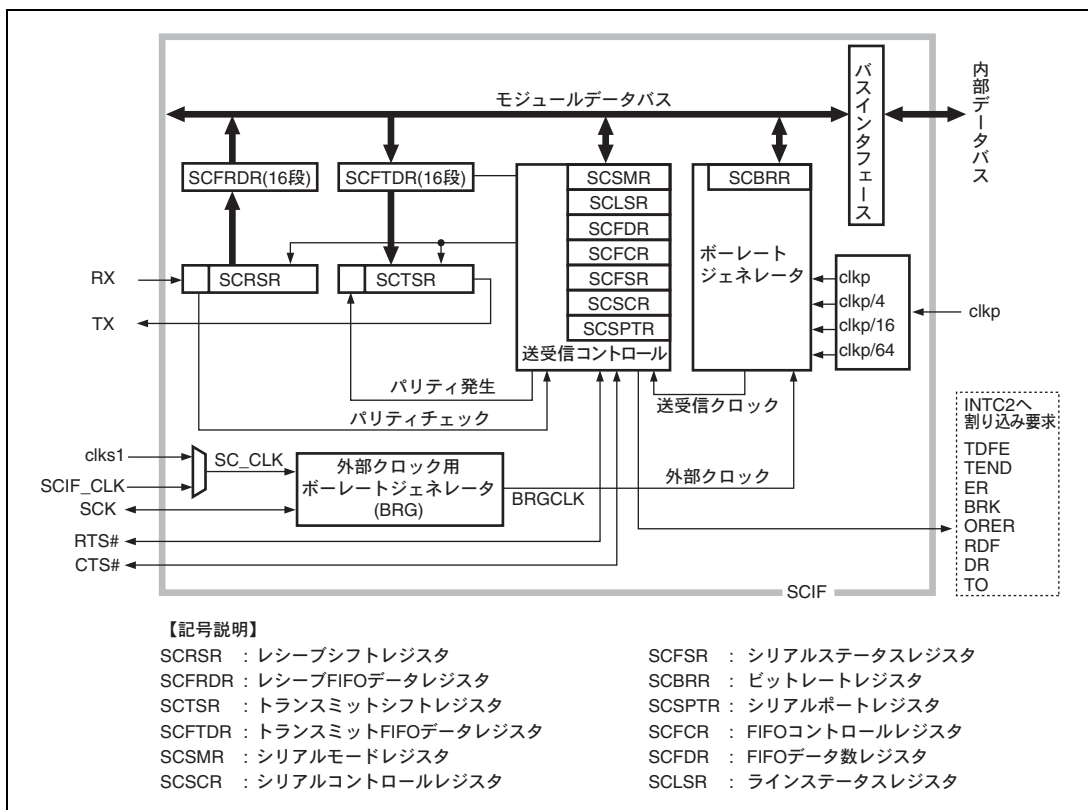 モジュールデータバス
バスインタフェース
内部データバス
SCFRDR(16段)
SCFTDR(16段)
SCSMR
SCLSR
SCFDR
SCFCR
SCFSR
SCSCR
SCSPTR
送受信コントロール
SCBRR
ボーレート
ジェネレータ
RX
SCRSR
SCTSR
TX
clkp
clkp/4
clkp/16
clkp/64
clkp
パリティ発生
パリティチェック
送受信クロック
clks1
SCIF_CLK
SC_CLK
SCK
外部クロック用
ボーレートジェネレータ
(BRG)
BRGCLK
外部クロック
RTS#
CTS#
INTC2へ
割り込み要求
TDFE
TEND
ER
BRK
ORER
RDF
DR
TO
SCIF
【記号説明】
SCRSR : レシーブシフトレジスタ
SCFRDR : レシーブFIFOデータレジスタ
SCTSR : トランスミットシフトレジスタ
SCFTDR : トランスミットFIFOデータレジスタ
SCSMR : シリアルモードレジスタ
SCSCR : シリアルコントロールレジスタ
SCFSR : シリアルステータスレジスタ
SCBRR : ビットレートレジスタ
SCSPTR : シリアルポートレジスタ
SCFCR : FIFOコントロールレジスタ
SCFDR : FIFOデータ数レジスタ
SCLSR : ラインステータスレジスタ